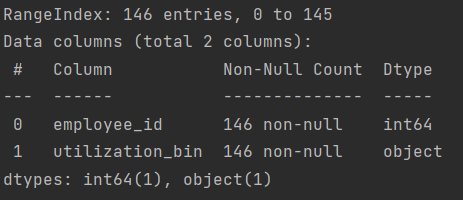 RangeIndex: 146 entries, 0 to 145
Data columns (total 2 columns):
 #   Column           Non-Null Count  Dtype
---  ------           --------------  -----
 0   employee_id      146 non-null    int64
 1   utilization_bin  146 non-null    object
dtypes: int64(1), object(1)